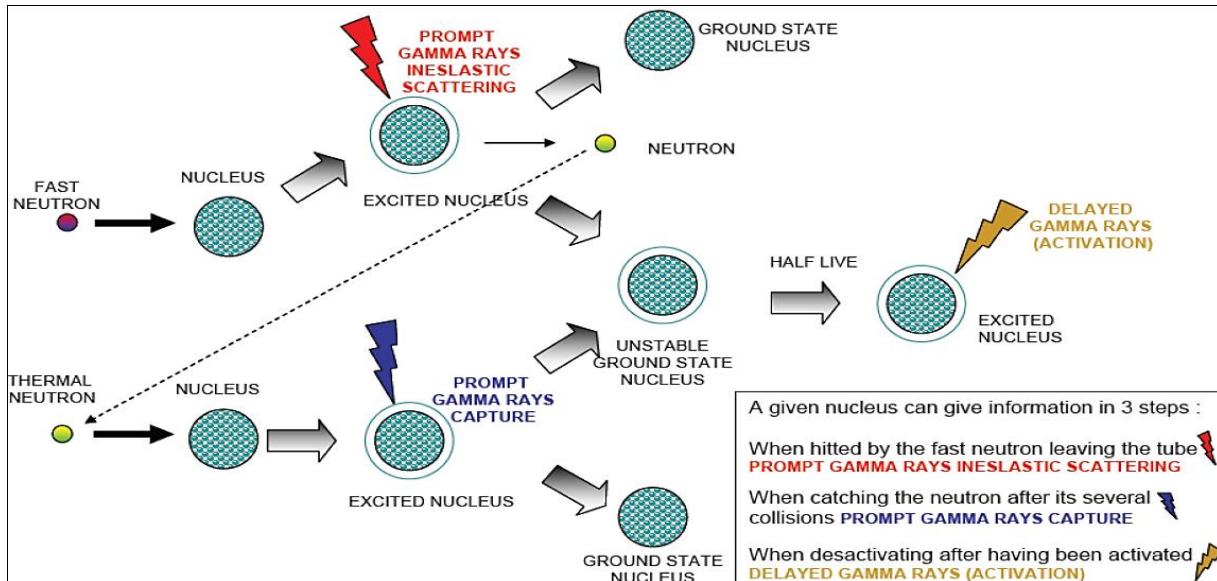 PROMPT
GAMMA RAYS
INESLASTIC
SCATTERING
GROUND STATE
NUCLEUS
NUCLEUS
FAST
NEUTRON
EXCITED NUCLEUS
NEUTRON
DELAYED
GAMMA RAYS
(ACTIVATION)
HALF LIVE
EXCITED
NUCLEUS
UNSTABLE
GROUND STATE
NUCLEUS
THERMAL
NEUTRON
NUCLEUS
PROMPT
GAMMA RAYS
CAPTURE
EXCITED NUCLEUS
GROUND STATE
NUCLEUS
A given nucleus can give information in 3 steps :
When hitted by the fast neutron leaving the tube
PROMPT GAMMA RAYS INESLASTIC SCATTERING
When catching the neutron after its several
collisions PROMPT GAMMA RAYS CAPTURE
When desactivating after having been activated
DELAYED GAMMA RAYS (ACTIVATION)